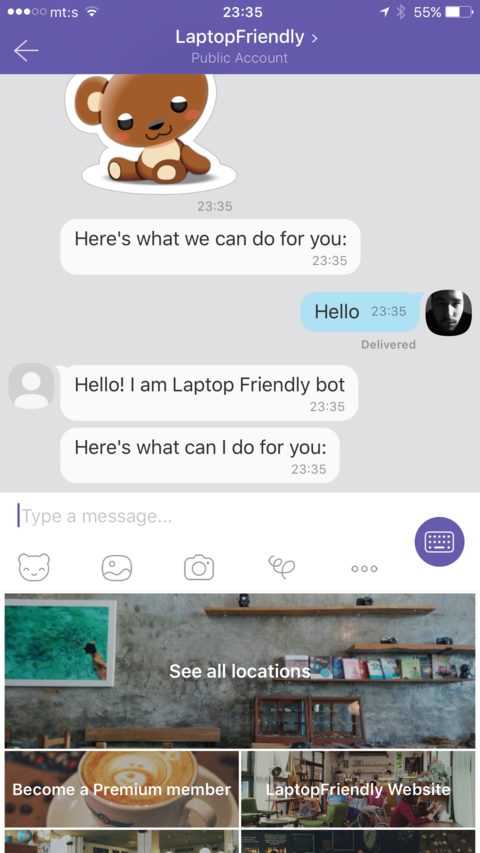 mt:s
23:35
55%
LaptopFriendly >
Public Account
23:35
Here's what we can do for you:
23:35
Hello 23:35
Delivered
Hello! I am Laptop Friendly bot
23:35
Here's what can I do for you:
23:35
Type a message...
See all locations
Become a Premium member
LaptopFriendly Website